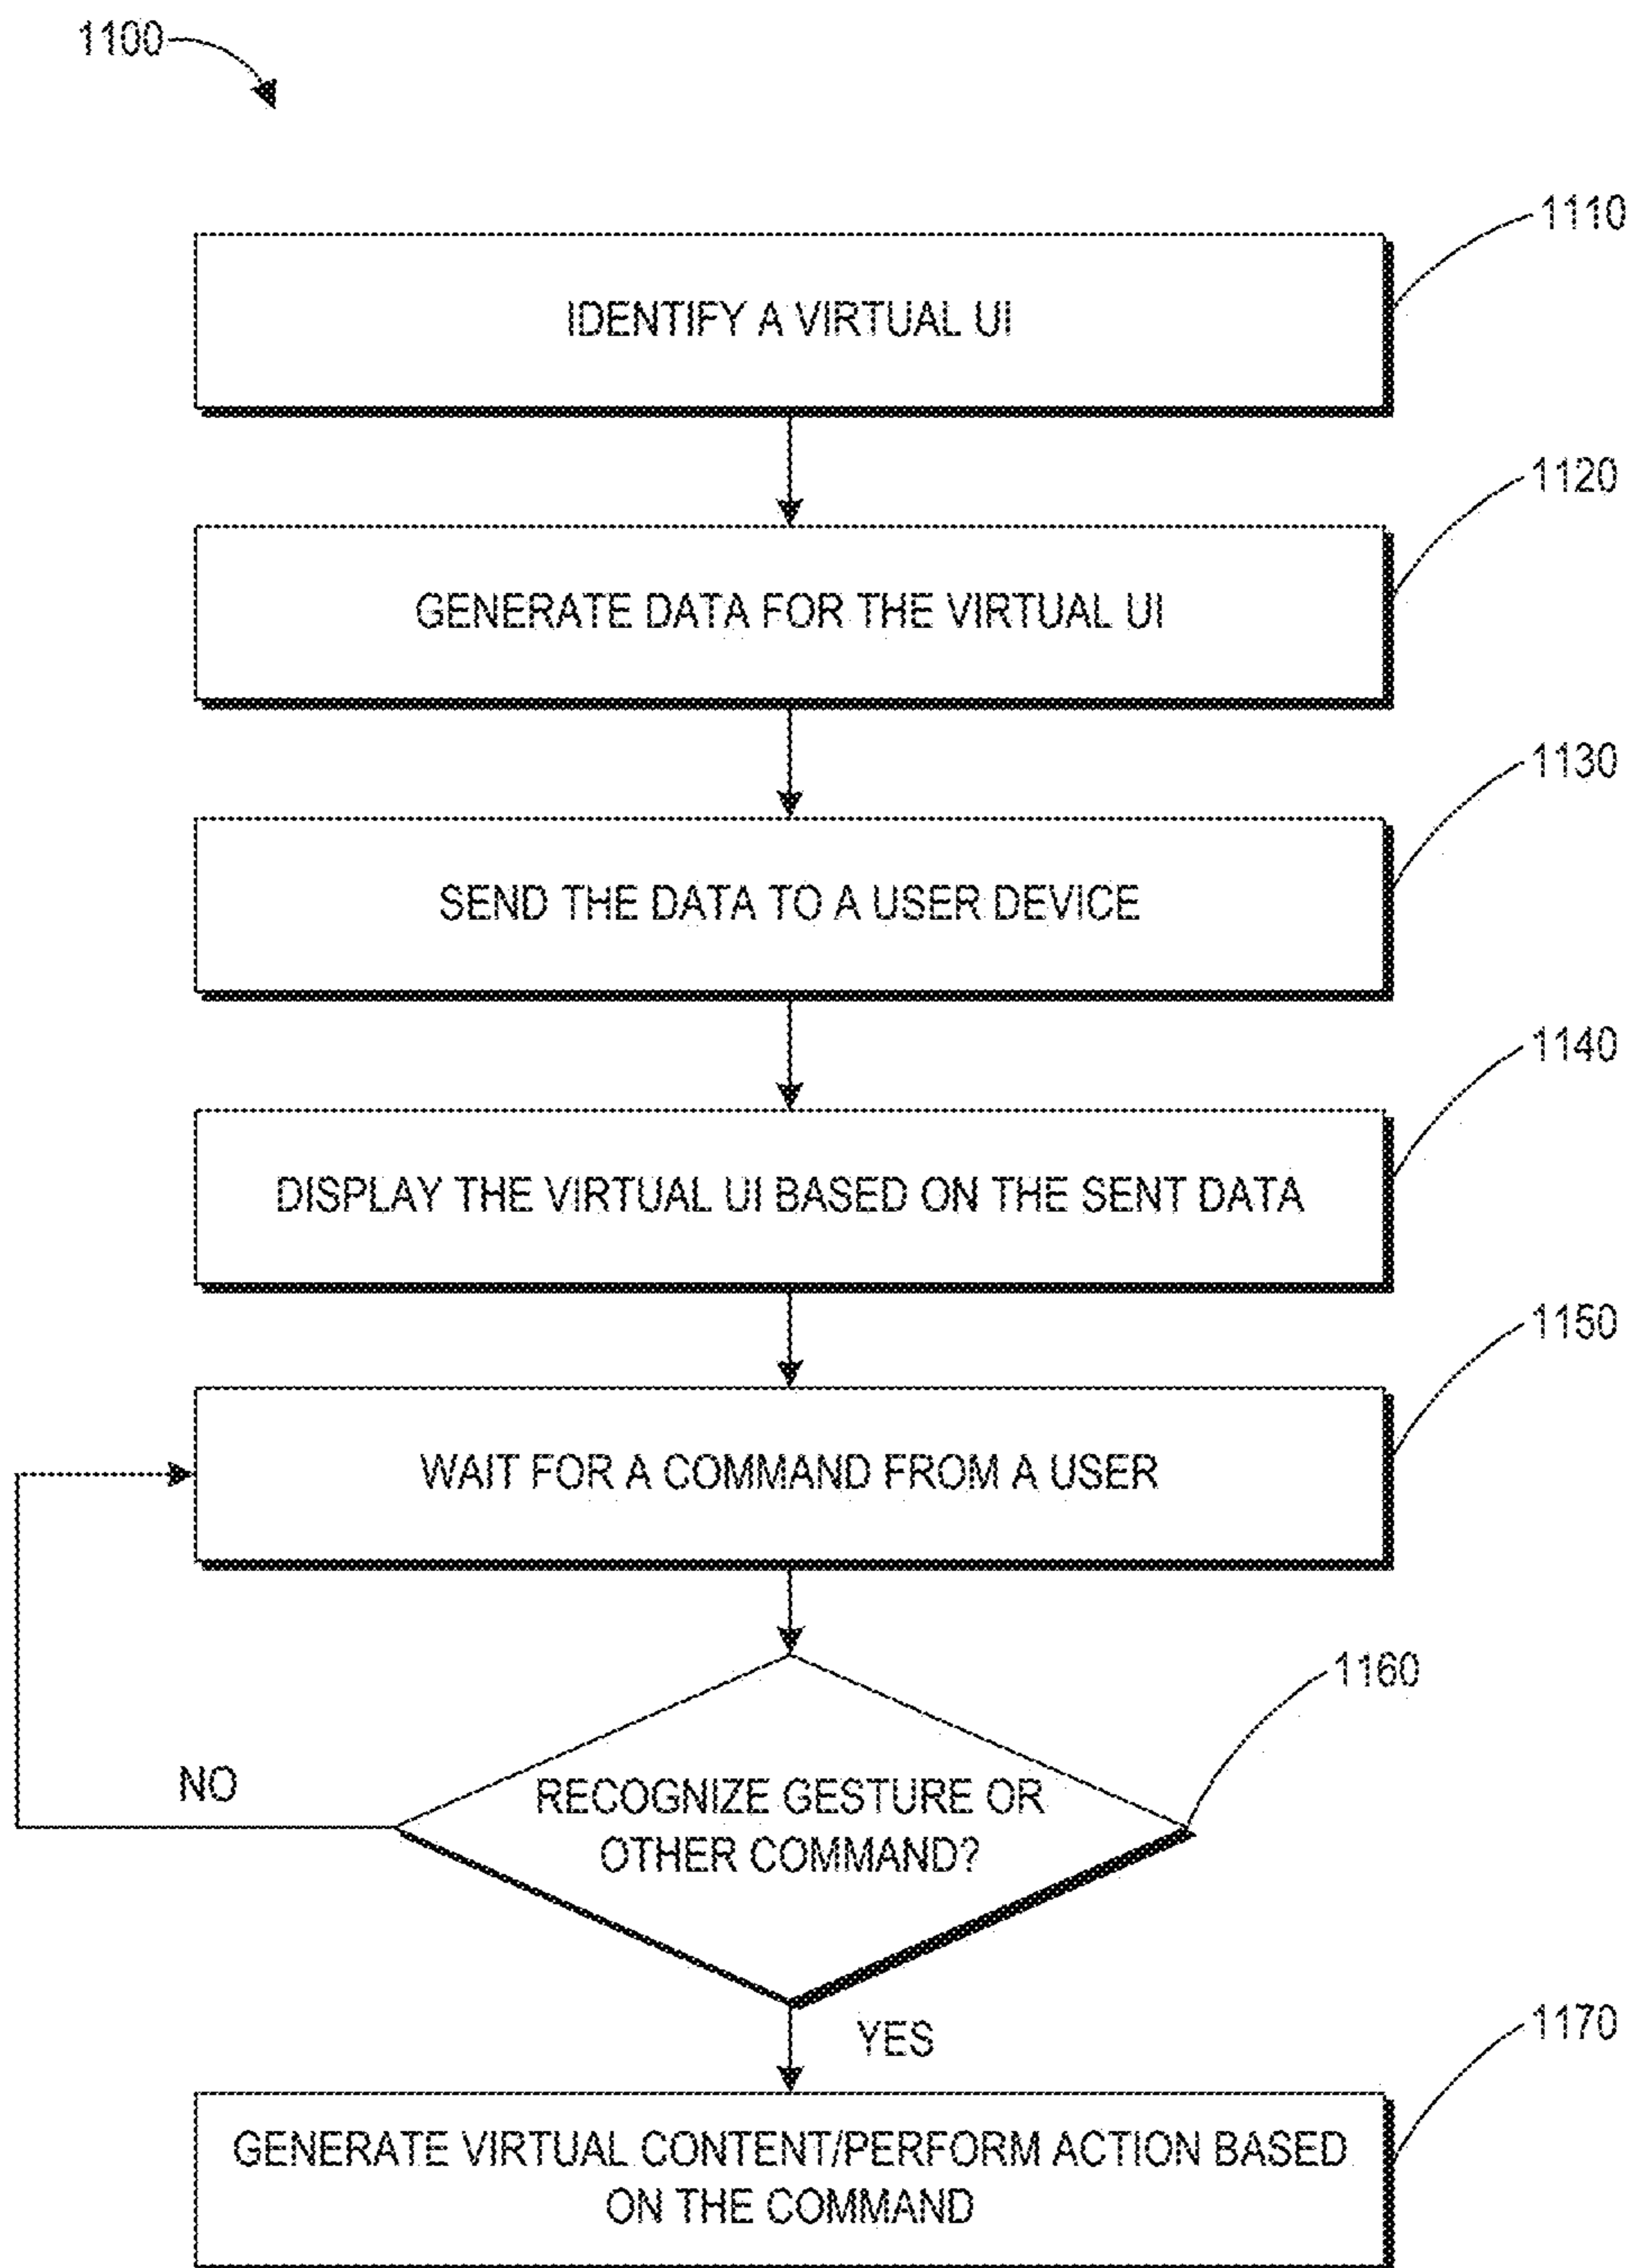 1100
1110
IDENTIFY A VIRTUAL UI
1120
GENERATE DATA FOR THE VIRTUAL UI
1130
SEND THE DATA TO A USER DEVICE
1140
DISPLAY THE VIRTUAL UI BASED ON THE SENT DATA
1150
WAIT FOR A COMMAND FROM A USER
1160
NO
RECOGNIZE GESTURE OR
OTHER COMMAND?
YES
1170
GENERATE VIRTUAL CONTENT/PERFORM ACTION BASED
ON THE COMMAND